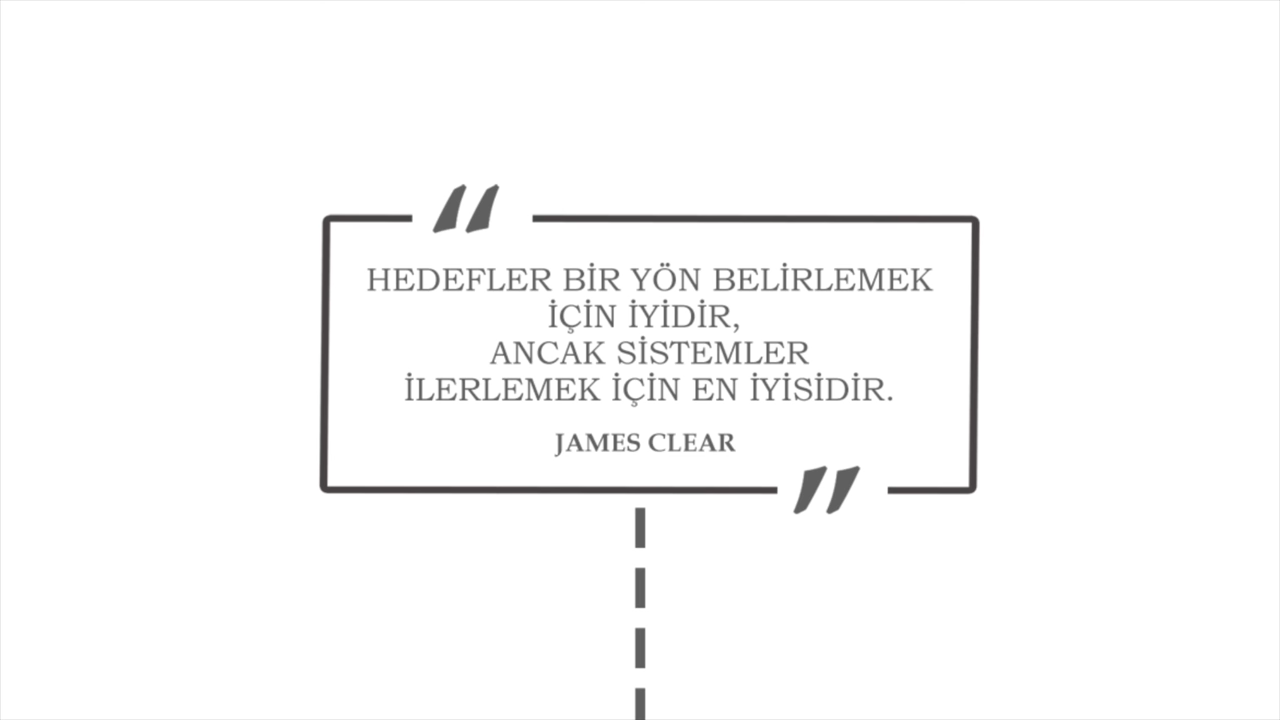 HEDEFLER BİR YÖN BELİRLEMEK
İÇİN İYİDİR,
ANCAK SİSTEMLER
İLERLEMEK İÇİN EN İYİSİDİR.
JAMES CLEAR